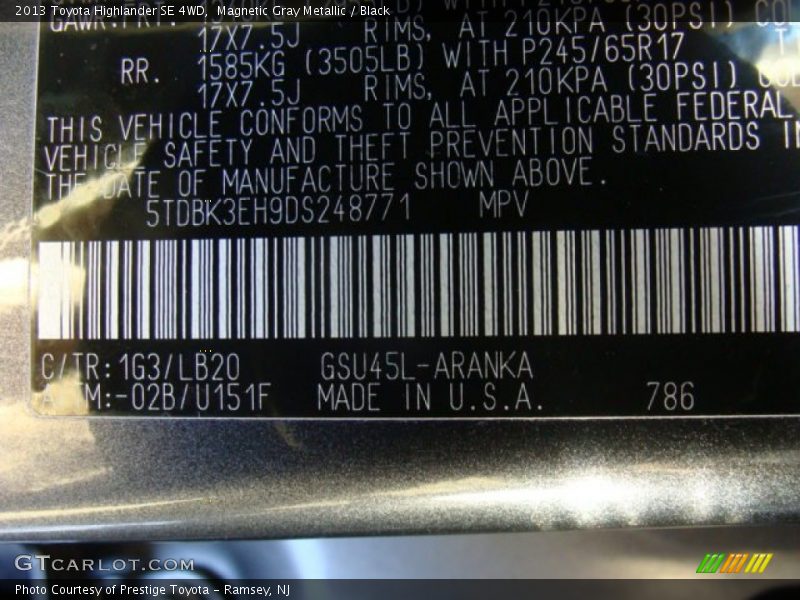 2013 Toyota Highlander SE 4WD, Magnetic Gray Metallic / Black
17X7.5J RIMS, AT 210KPA (30PSI)
RR. 1585KG (3505LB) WITH P245/65R17
17X7.5J RIMS, AT 210KPA (30PSI)
THIS VEHICLE CONFORMS TO ALL APPLICABLE FEDERAL
VEHICLE SAFETY AND THEFT PREVENTION STANDARDS
THE DATE OF MANUFACTURE SHOWN ABOVE.
5TDBK3EH9DS248771 MPV
C/TR:1G3/LB20 GSU45L-ARANKA
A/TM:-02B/U151F MADE IN U.S.A. 786
GTCARLOT.COM
Photo Courtesy of Prestige Toyota - Ramsey, NJ